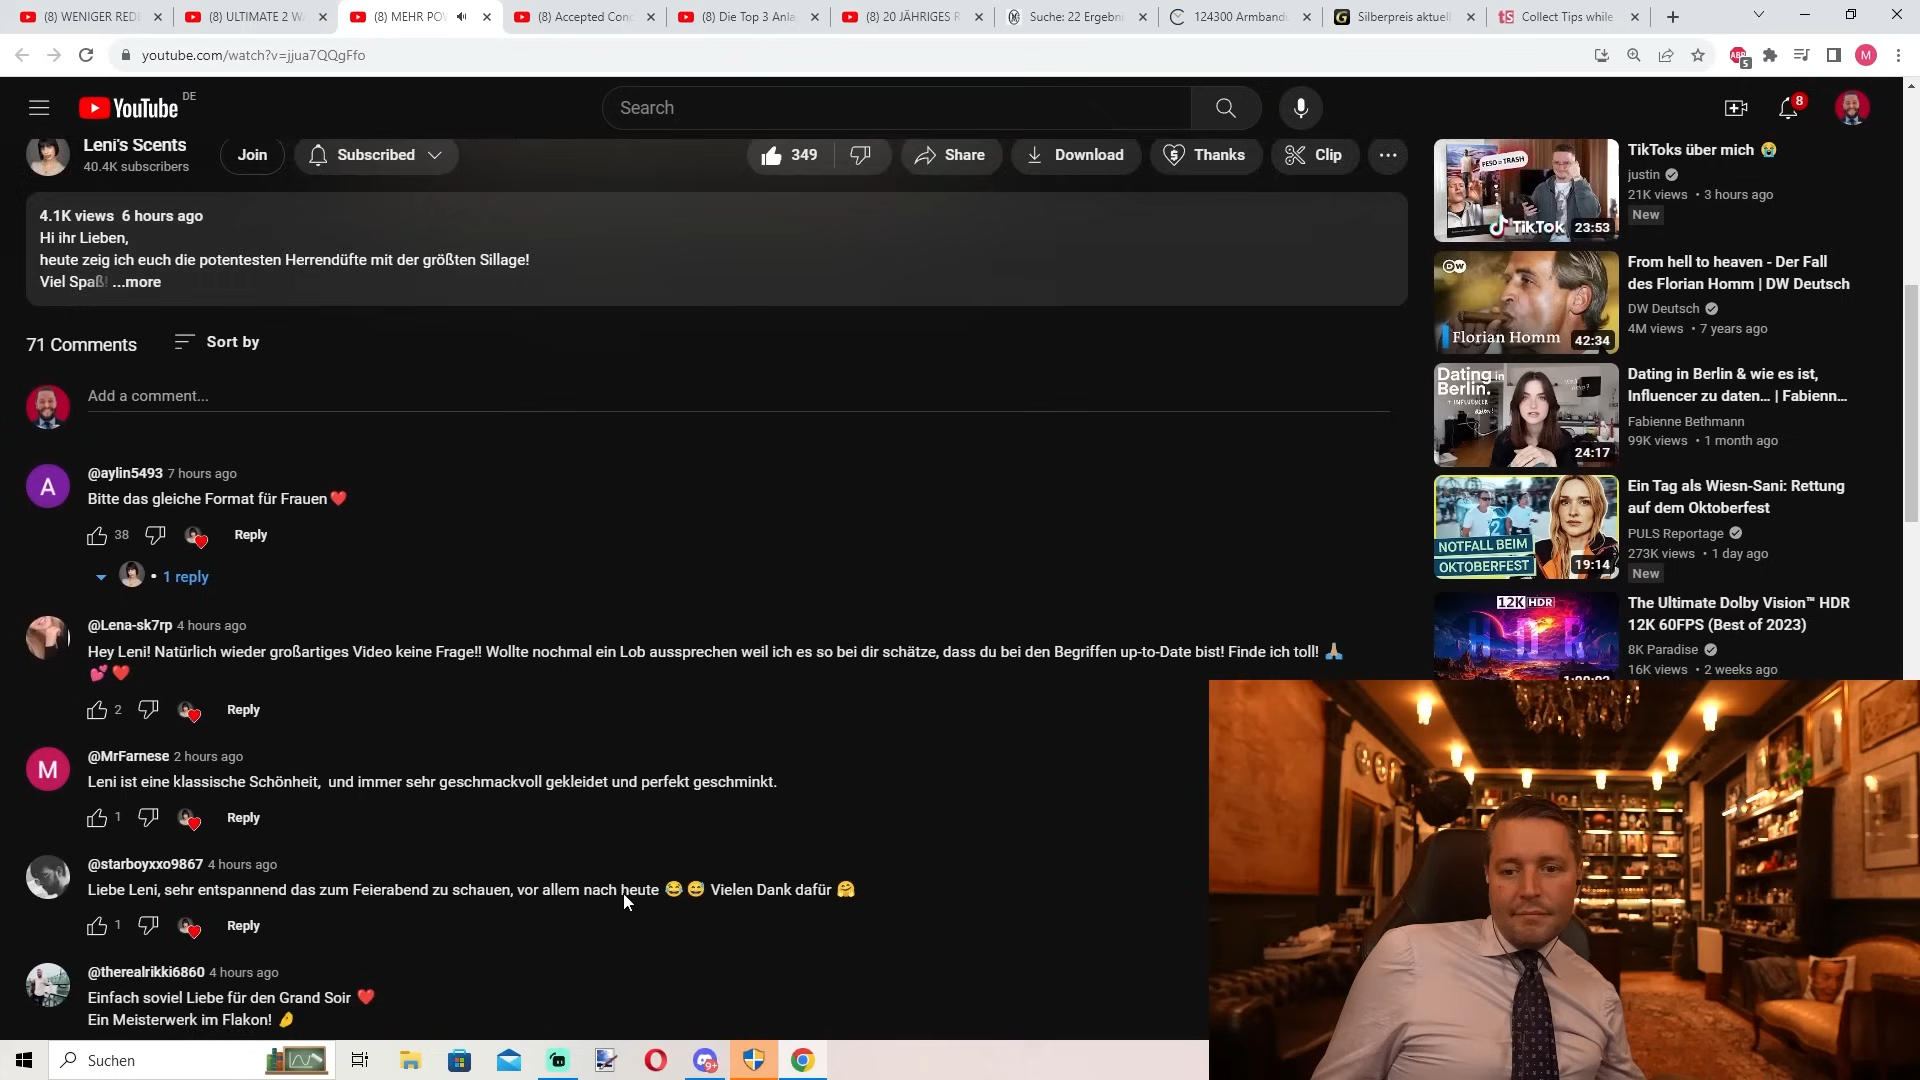 (8) WENIGER RED
(8) ULTIMATE 2 W
(8) MEHR PO
(8) Accepted Con
(8) Die Top 3 Anla
(8) 20 JÄHRIGES R
Suche: 22 Ergebni
124300 Armband
Silberpreis aktuell
Collect Tips while
youtube.com/watch?v=jjua7QQgFfo
ABP
5
M
YouTube
DE
Search
8
Leni's Scents
40.4K subscribers
Join
Subscribed
349
Share
Download
Thanks
Clip
4.1K views 6 hours ago
Hi ihr Lieben,
heute zeig ich euch die potentesten Herrendüfte mit der größten Sillage!
Viel Spaß! ...more
71 Comments
Sort by
Add a comment...
A
@aylin5493 7 hours ago
Bitte das gleiche Format für Frauen❤️
38
Reply
• 1 reply
@Lena-sk7rp 4 hours ago
Hey Leni! Natürlich wieder großartiges Video keine Frage!! Wollte nochmal ein Lob aussprechen weil ich es so bei dir schätze, dass du bei den Begriffen up-to-Date bist! Finde ich toll! 🙏🏼
💕 ❤️
2
Reply
M
@MrFarnese 2 hours ago
Leni ist eine klassische Schönheit, und immer sehr geschmackvoll gekleidet und perfekt geschminkt.
1
Reply
@starboyxxo9867 4 hours ago
Liebe Leni, sehr entspannend das zum Feierabend zu schauen, vor allem nach heute 😂 😅 Vielen Dank dafür 🤗
1
Reply
@therealrikki6860 4 hours ago
Einfach soviel Liebe für den Grand Soir ❤️
Ein Meisterwerk im Flakon! 🤌
FESO = TRASH
TikTok
23:53
TikToks über mich 😭
justin
21K views • 3 hours ago
New
DW
Florian Homm
42:34
From hell to heaven - Der Fall
des Florian Homm | DW Deutsch
DW Deutsch
4M views • 7 years ago
Dating in
Berlin.
24:17
Dating in Berlin & wie es ist,
Influencer zu daten... | Fabienn...
Fabienne Bethmann
99K views • 1 month ago
NOTFALL BEIM
OKTOBERFEST
19:14
Ein Tag als Wiesn-Sani: Rettung
auf dem Oktoberfest
PULS Reportage
273K views • 1 day ago
New
12K HDR
HDR
The Ultimate Dolby Vision™ HDR
12K 60FPS (Best of 2023)
8K Paradise
16K views • 2 weeks ago
Suchen
9+